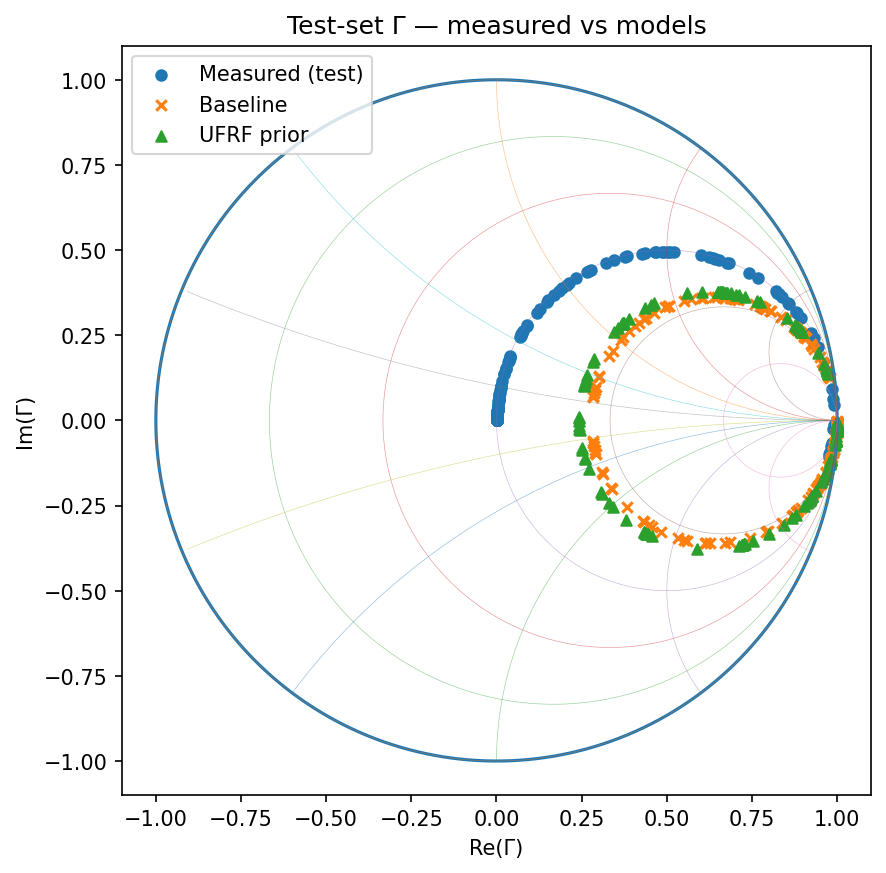 Test-set Γ — measured vs models
Measured (test)
Baseline
UFRF prior
1.00
0.75
0.50
0.25
0.00
−0.25
−0.50
−0.75
−1.00
Im(Γ)
−1.00 −0.75 −0.50 −0.25 0.00 0.25 0.50 0.75 1.00
Re(Γ)